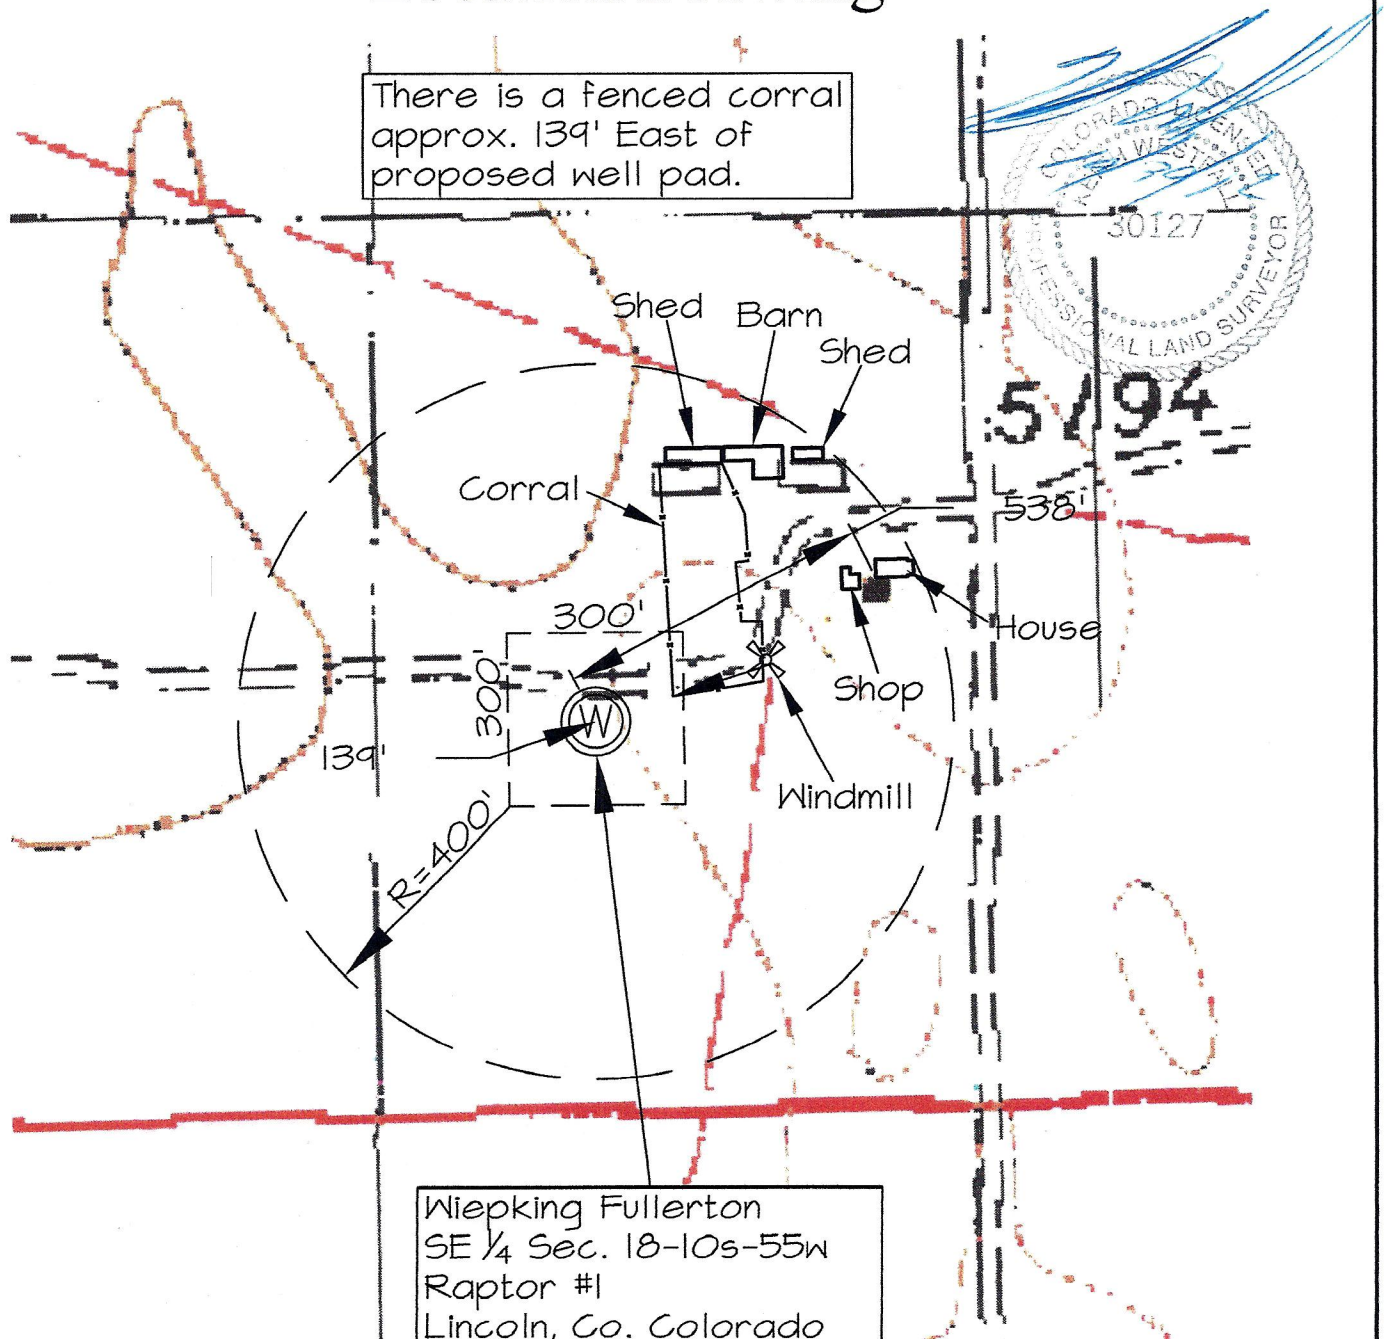 There is a fenced corral
approx. 139' East of
proposed well pad.
COLORADO LICENSED
30127
PROFESSIONAL LAND SURVEYOR
Shed
Barn
Shed
5194
Corral
538'
300'
House
300'
Shop
139'
Windmill
W
R=400'
Wiepking Fullerton
SE 1/4 Sec. 18-10s-55w
Raptor #1
Lincoln, Co. Colorado